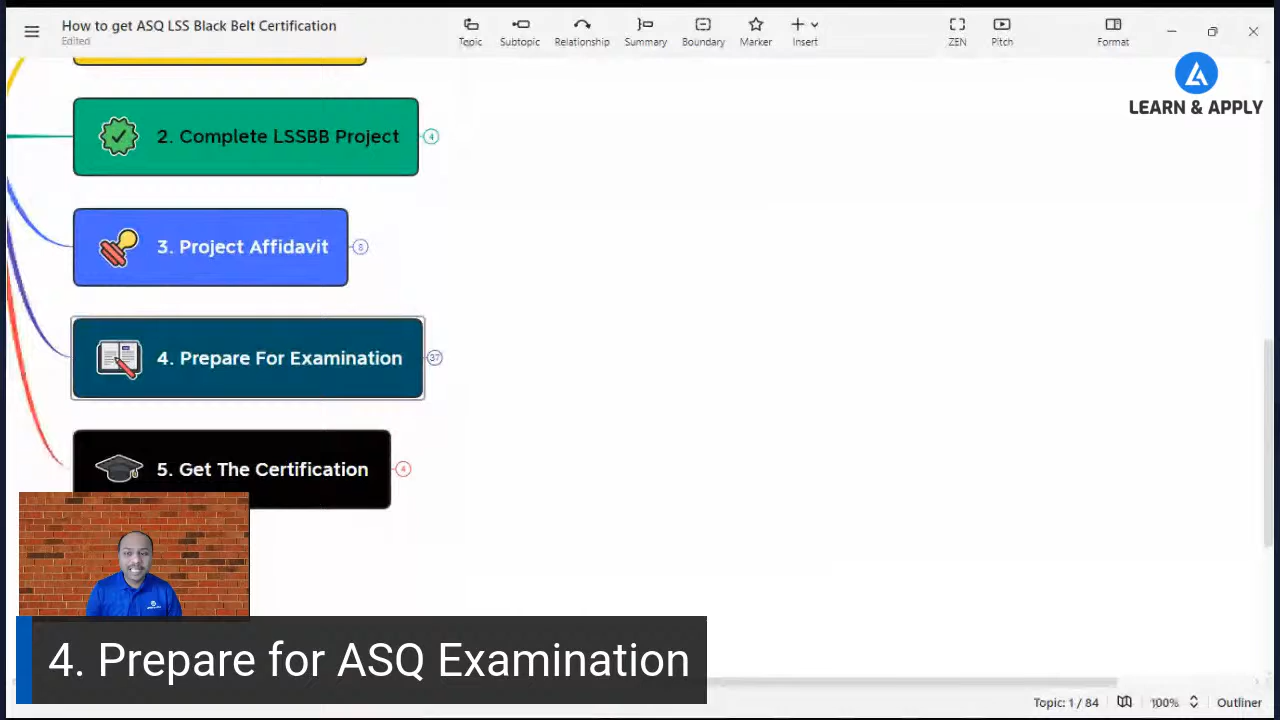 How to get ASQ LSS Black Belt Certification
Edited
Topic
Subtopic
Relationship
Summary
Boundary
Marker
Insert
ZEN
Pitch
Format
LEARN & APPLY
2. Complete LSSBB Project
4
3. Project Affidavit
8
4. Prepare For Examination
37
5. Get The Certification
4
4. Prepare for ASQ Examination
Topic: 1 / 84
100%
Outliner